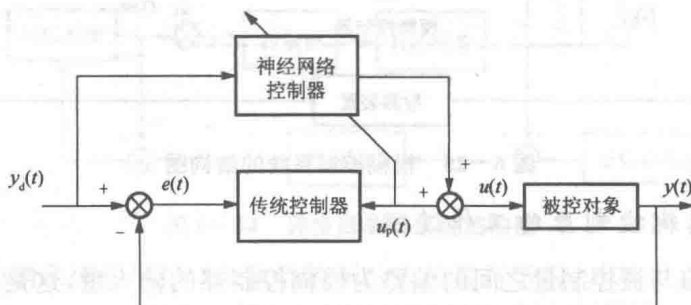 神经网络
控制器
y_d(t)
+
e(t)
传统控制器
+
+
u(t)
被控对象
y(t)
−
u_p(t)